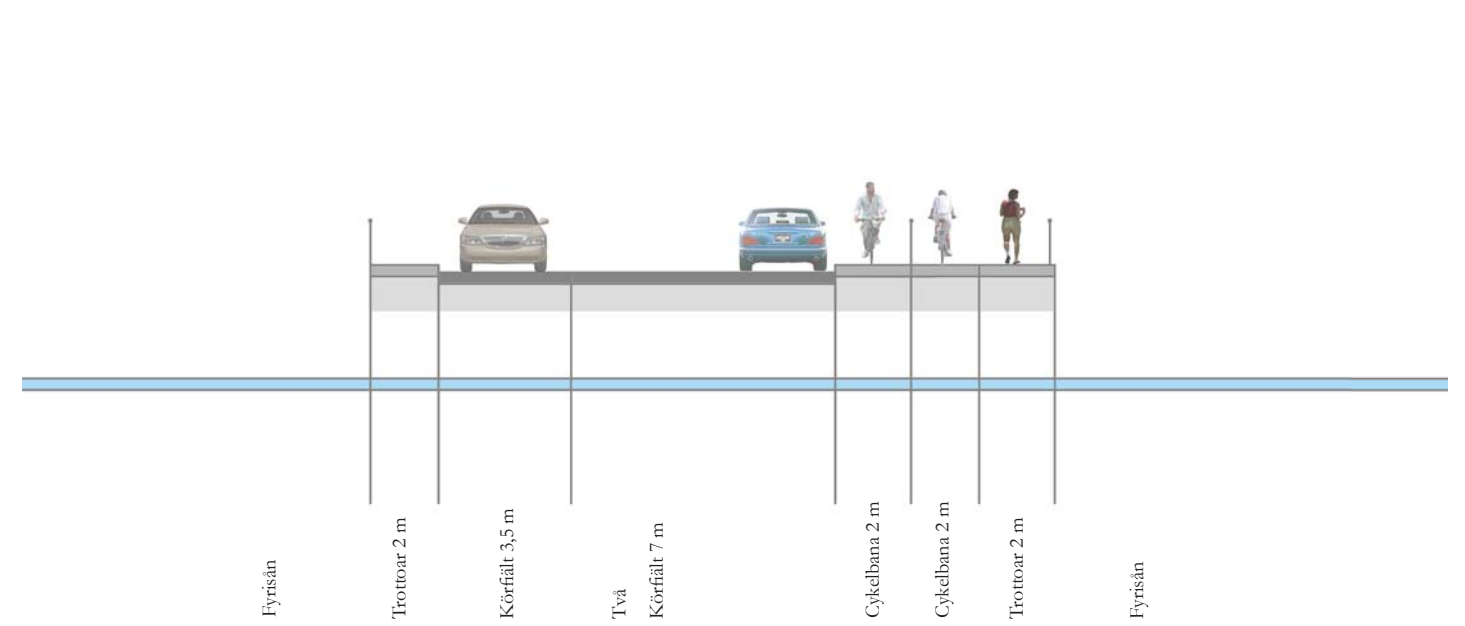 Fyrisån
Trottoar 2 m
Körfält 3,5 m
Två
Körfält 7 m
Cykelbana 2 m
Cykelbana 2 m
Trottoar 2 m
Fyrisån